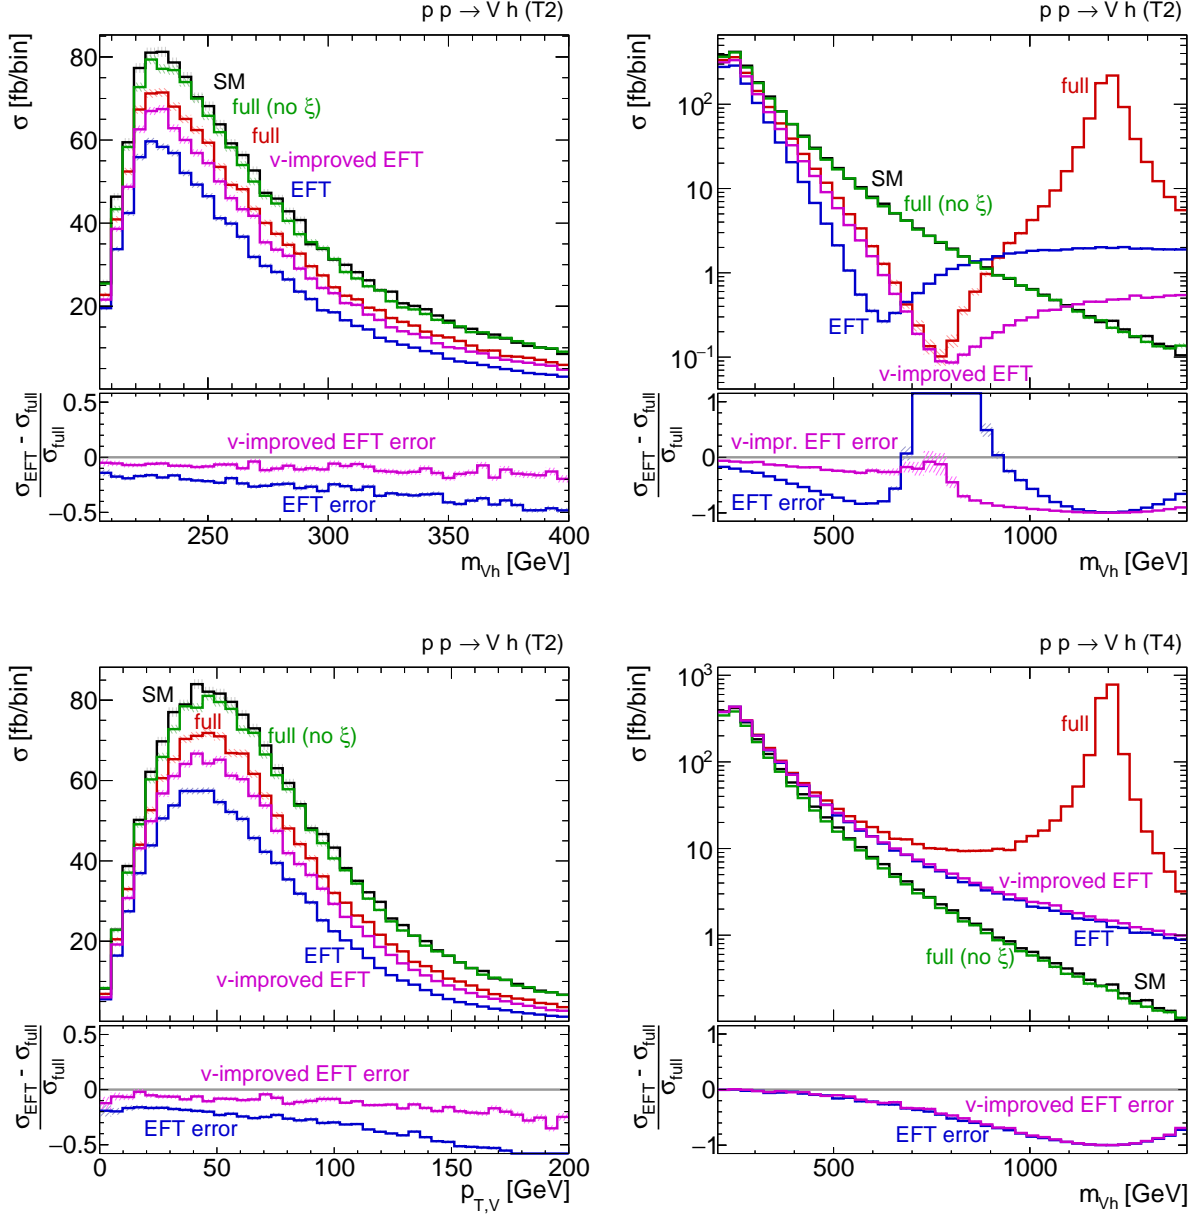 p p → V h (T2)
σ [fb/bin]
80
60
40
20
SM
full (no ξ)
full
v-improved EFT
EFT
σ_EFT - σ_full
σ_full
0.5
0
−0.5
v-improved EFT error
EFT error
250
300
350
400
m_Vh [GeV]
p p → V h (T2)
σ [fb/bin]
10²
10
1
10⁻¹
full
SM
full (no ξ)
EFT
v-improved EFT
σ_EFT - σ_full
σ_full
1
0
−1
v-impr. EFT error
EFT error
500
1000
m_Vh [GeV]
p p → V h (T2)
σ [fb/bin]
80
60
40
20
SM
full
full (no ξ)
EFT
v-improved EFT
σ_EFT - σ_full
σ_full
0.5
0
−0.5
v-improved EFT error
EFT error
0
50
100
150
200
p_T,V [GeV]
p p → V h (T4)
σ [fb/bin]
10³
10²
10
1
full
v-improved EFT
EFT
full (no ξ)
SM
σ_EFT - σ_full
σ_full
1
0
−1
v-improved EFT error
EFT error
500
1000
m_Vh [GeV]